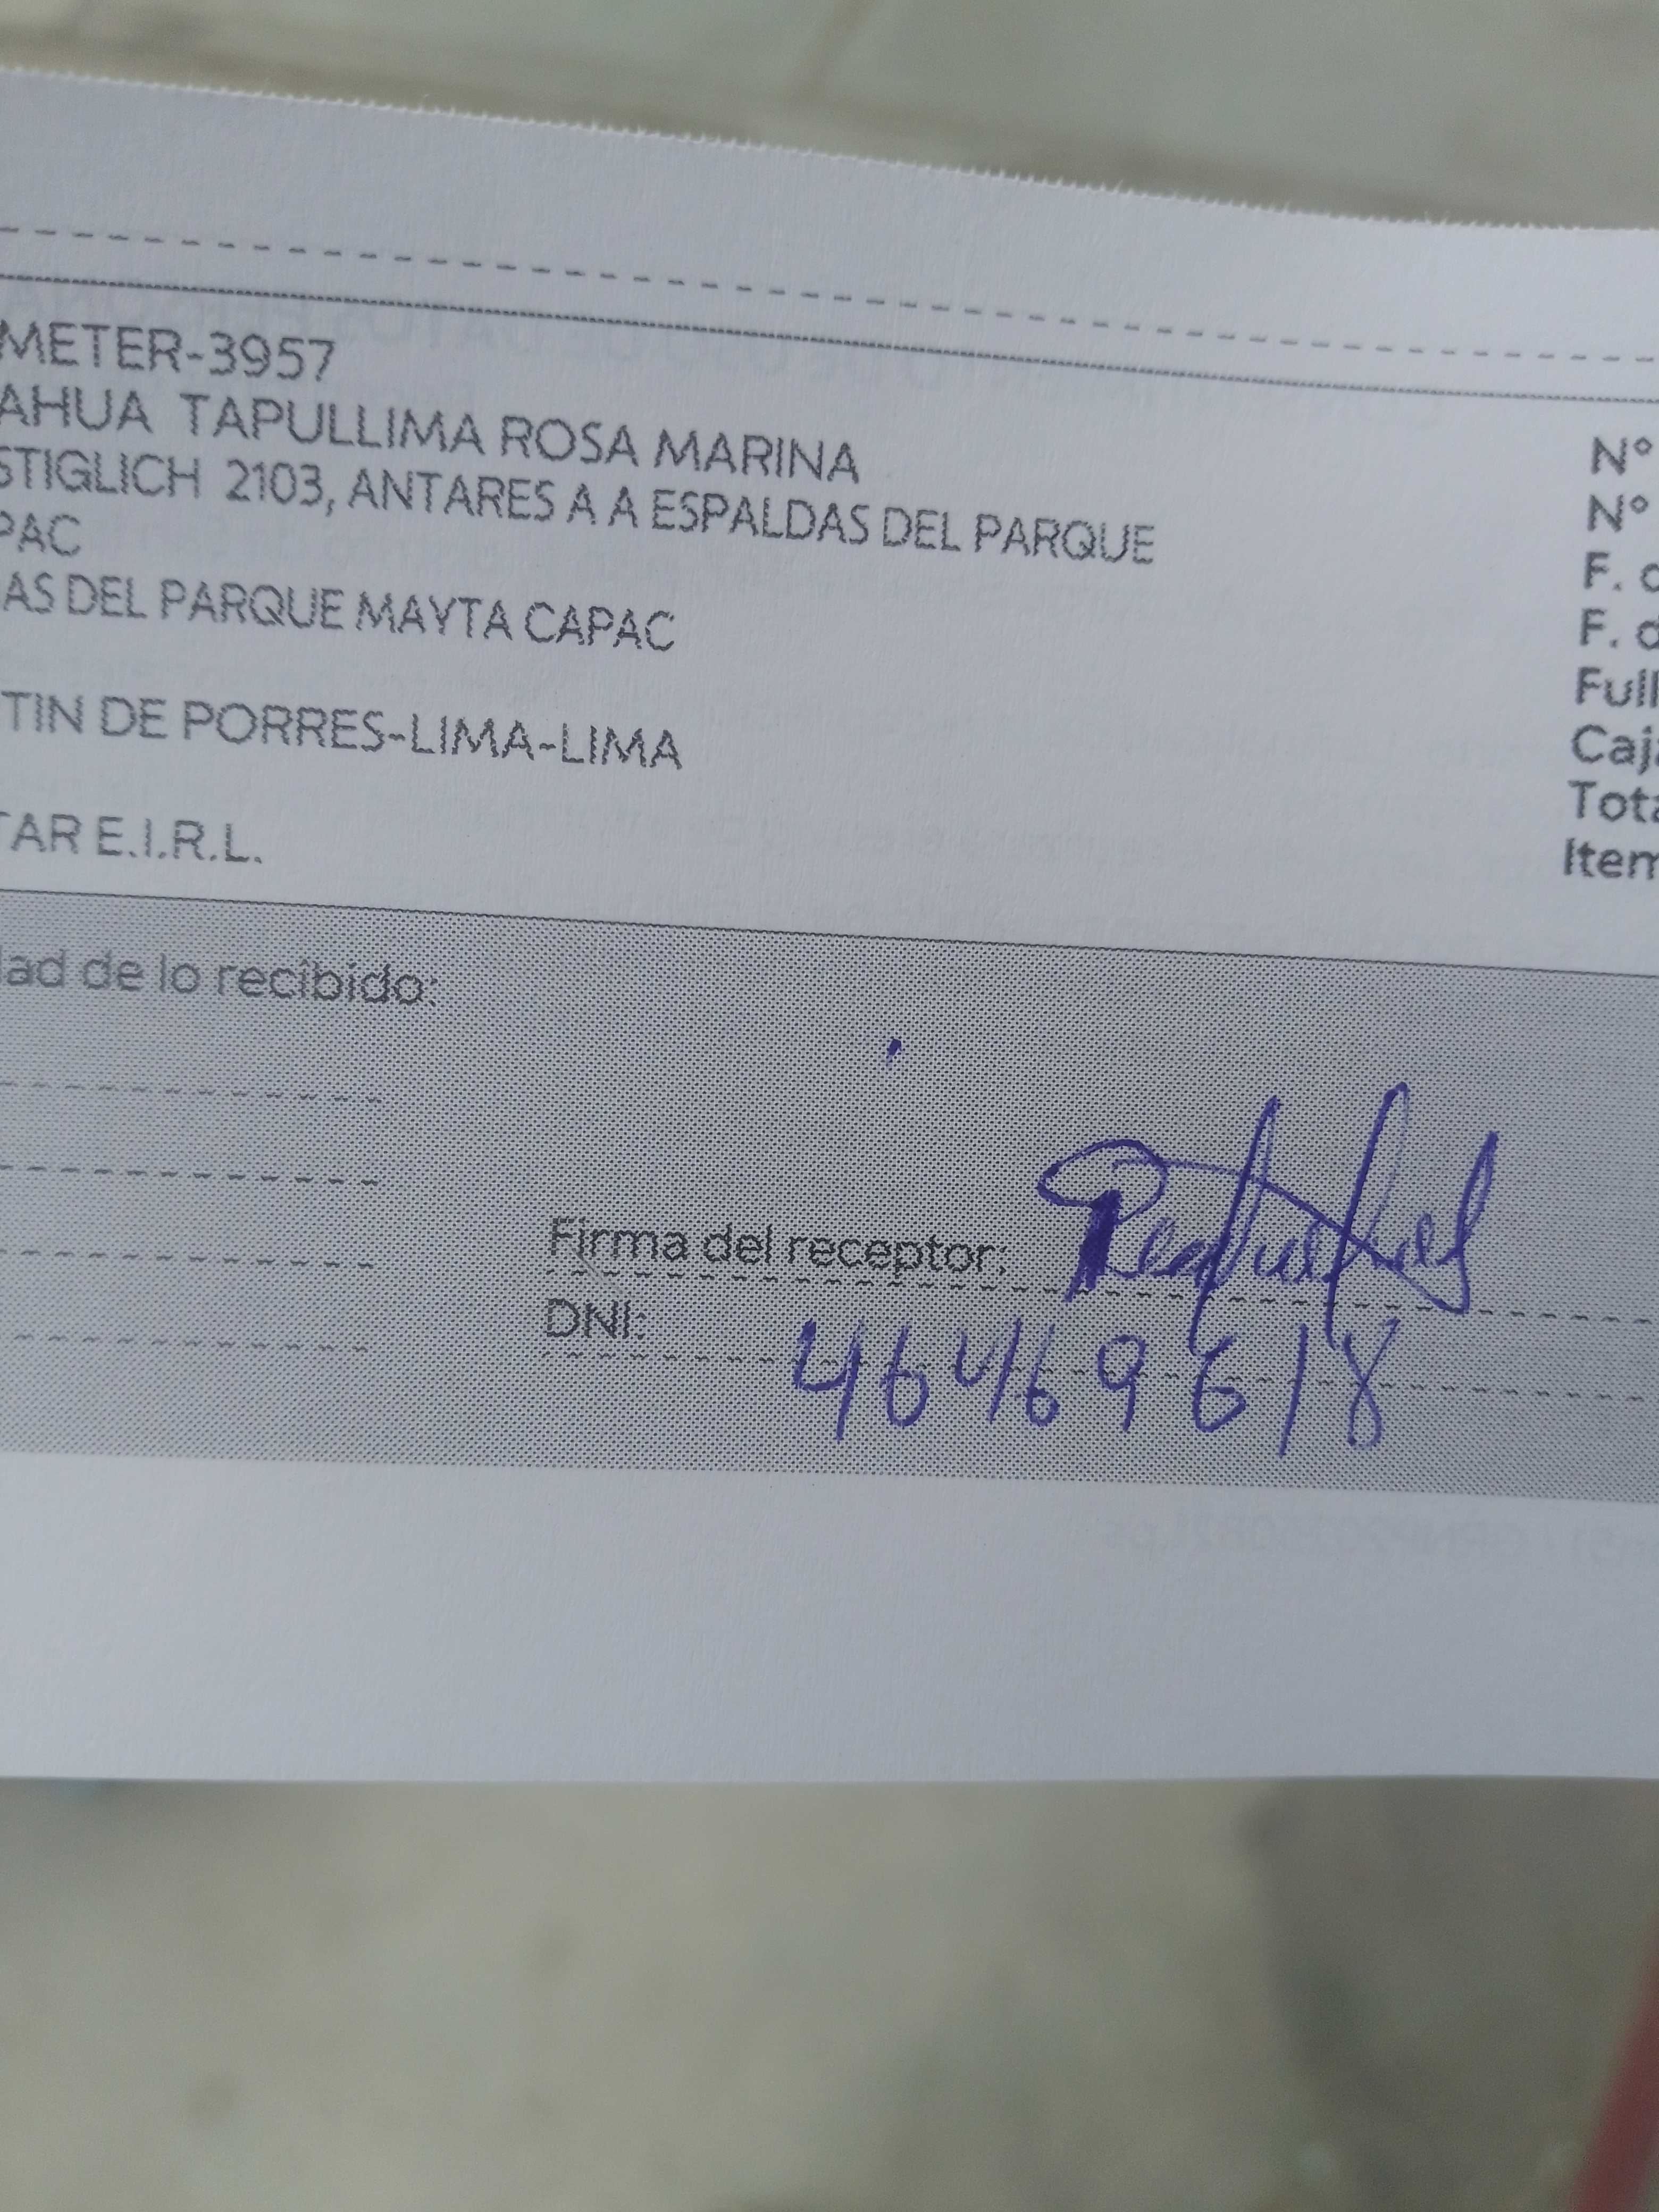 METER-3957
AHUA TAPULLIMA ROSA MARINA
STIGLICH 2103, ANTARES A A ESPALDAS DEL PARQUE
PAC
AS DEL PARQUE MAYTA CAPAC
TIN DE PORRES-LIMA-LIMA
TAR E.I.R.L.
N°
N°
F. d
F. d
Full
Caja
Tota
Item
dad de lo recibido:
Firma del receptor:
DNI: 46469618